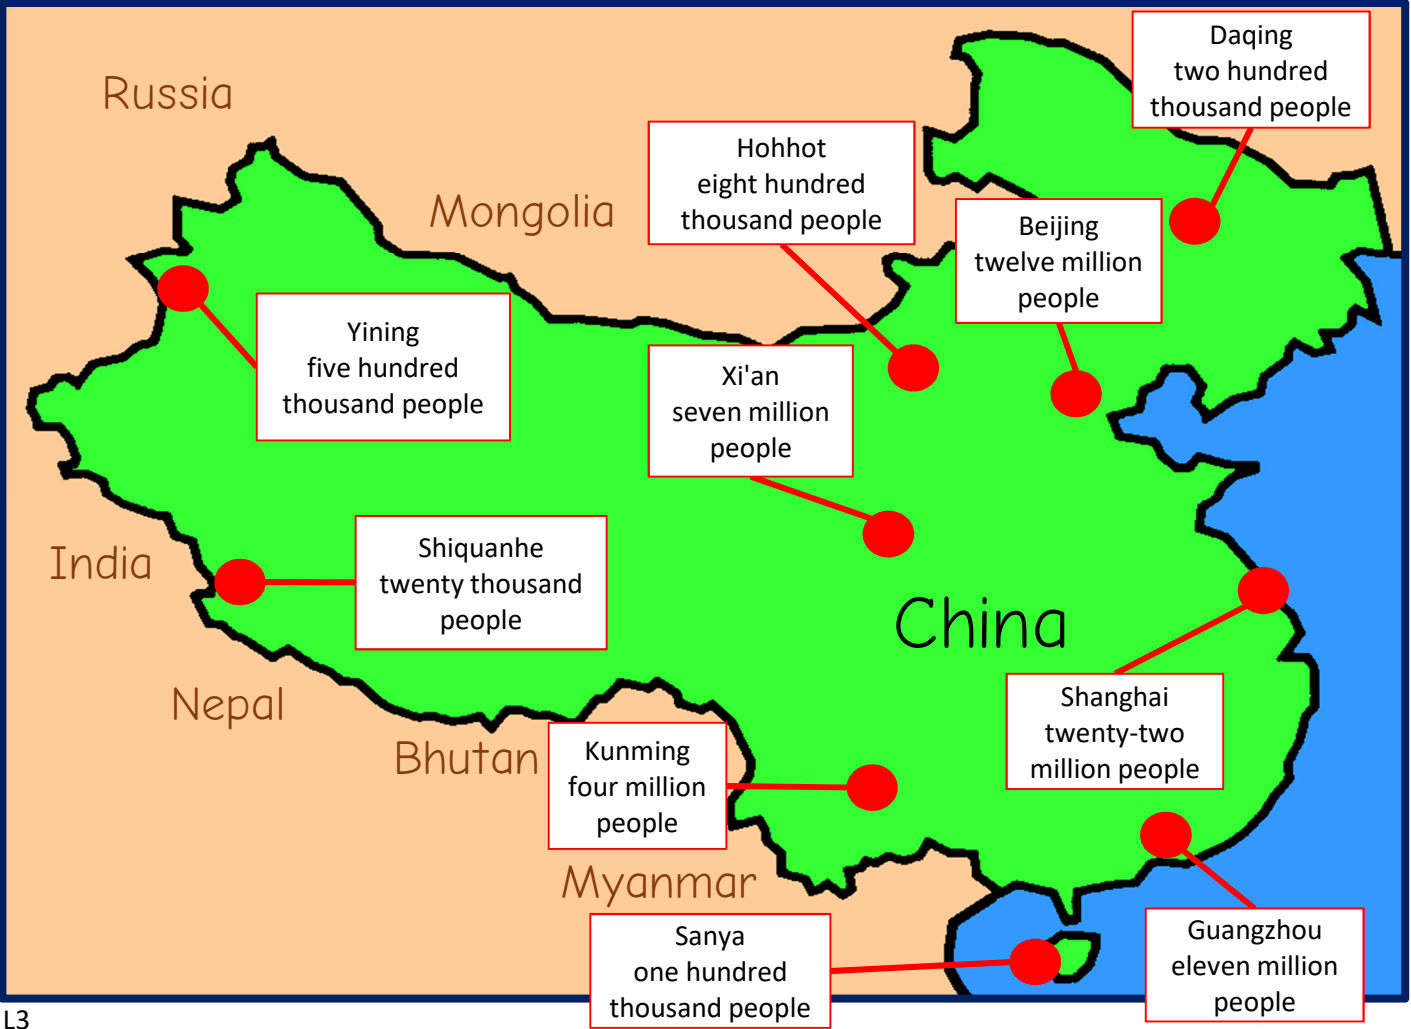 Russia
Mongolia
India
Nepal
Bhutan
Myanmar
China
Daqing
two hundred
thousand people
Hohhot
eight hundred
thousand people
Beijing
twelve million
people
Yining
five hundred
thousand people
Xi'an
seven million
people
Shiquanhe
twenty thousand
people
Shanghai
twenty-two
million people
Kunming
four million
people
Sanya
one hundred
thousand people
Guangzhou
eleven million
people
L3